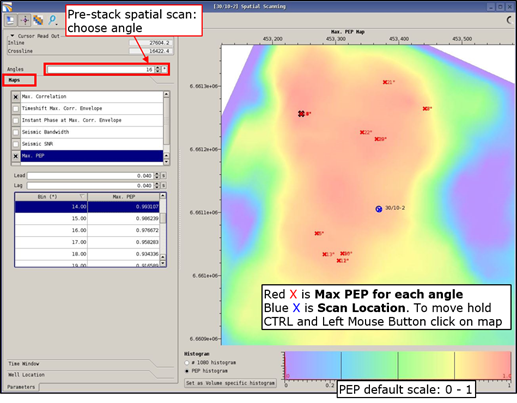 [30/10-2] Spatial Scanning
Pre-stack spatial scan:
choose angle
Cursor Read Out
Inline 27604.2
Crossline 16422.4
Angles 16 °
Maps
Max. Correlation
Timeshift Max. Corr. Envelope
Instant Phase at Max. Corr. Envelope
Seismic Bandwidth
Seismic SNR
Max. PEP
Lead 0.040 s
Lag 0.040 s
Bin (°) Max. PEP
14.00 0.993107
15.00 0.986239
16.00 0.976672
17.00 0.958283
18.00 0.934336
19.00 0.914589
Time Window
Well Location
Parameters
Max. PEP Map
453,200 453,300 453,400 453,500
6.6613e+
6.6612e+
6.6611e+
6.661e+
6.6609e+
30/10-2
Red X is Max PEP for each angle
Blue X is Scan Location. To move hold
CTRL and Left Mouse Button click on map
Histogram
# 1000 histogram
PEP histogram
Set as Volume specific histogram
0 1.0
PEP default scale: 0 - 1